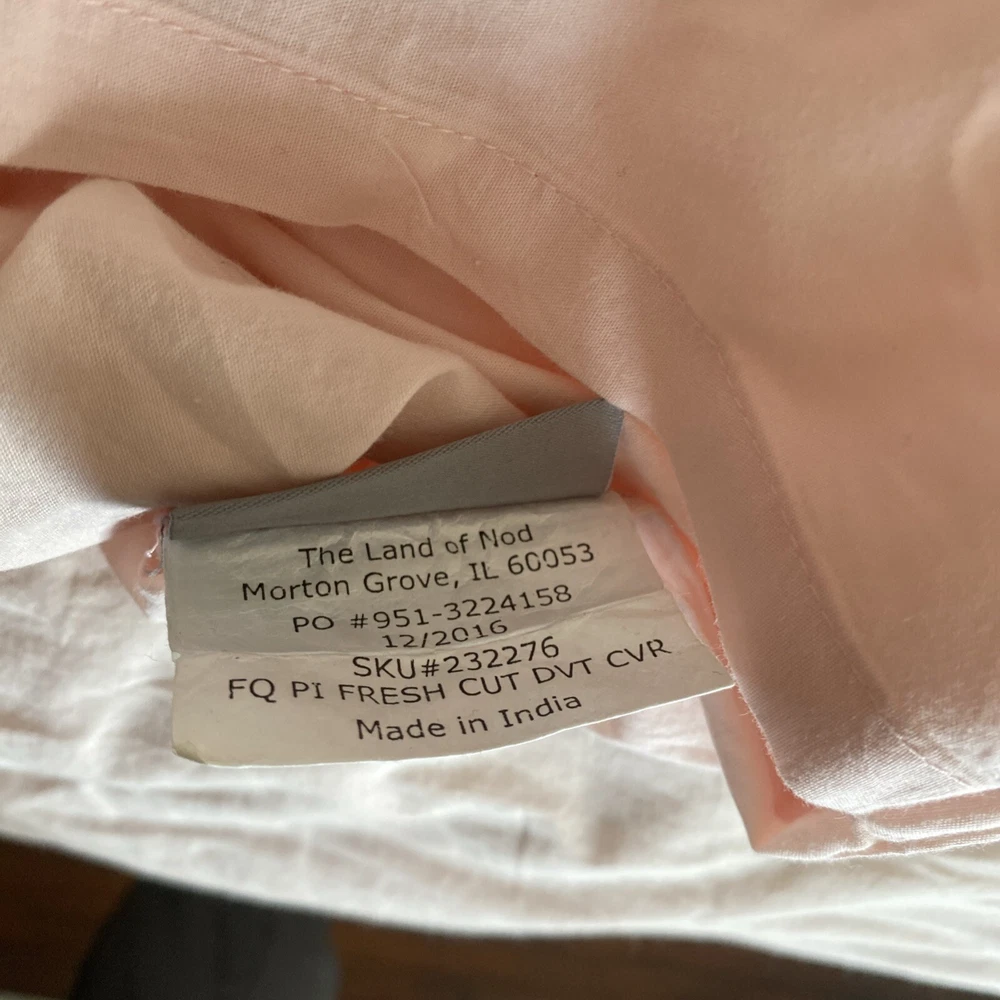 The Land of Nod
Morton Grove, IL 60053
PO #951-3224158
12/2016
SKU#232276
FQ PI FRESH CUT DVT CVR
Made in India